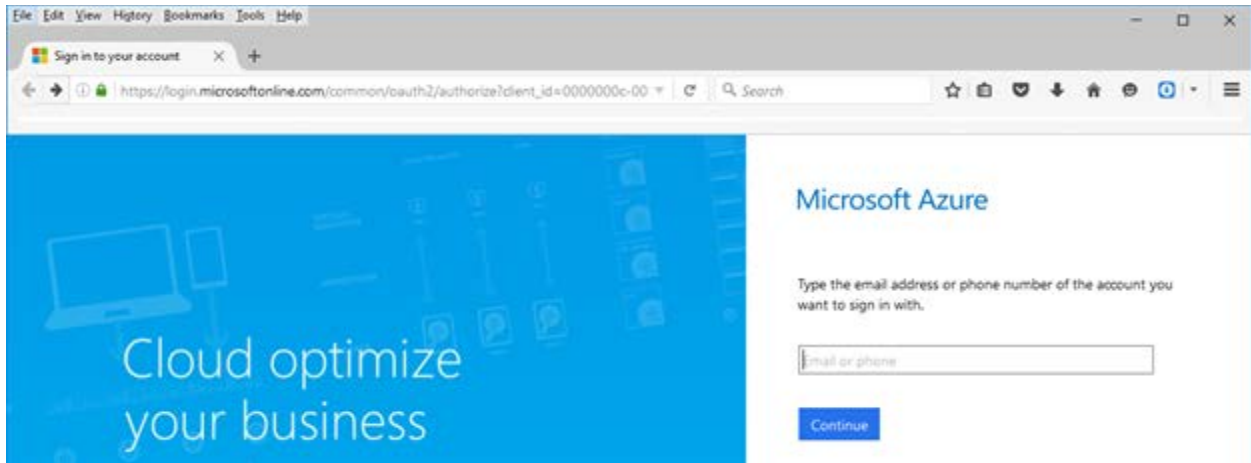 File Edit View History Bookmarks Tools Help
Sign in to your account
https://login.microsoftonline.com/common/oauth2/authorize?client_id=0000000c-00
Search
Microsoft Azure
Type the email address or phone number of the account you
want to sign in with.
Email or phone
Continue
Cloud optimize
your business